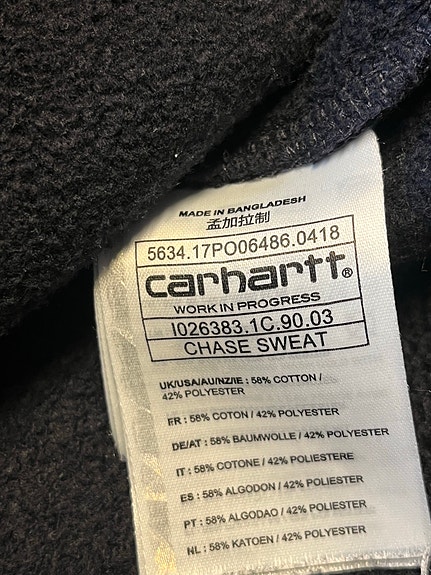 MADE IN BANGLADESH
孟加拉制
5634.17PO06486.0418
carhartt®
WORK IN PROGRESS
I026383.1C.90.03
CHASE SWEAT
UK/USA/AU/NZ/IE : 58% COTTON /
42% POLYESTER
FR : 58% COTON / 42% POLYESTER
DE/AT : 58% BAUMWOLLE / 42% POLYESTER
IT : 58% COTONE / 42% POLIESTERE
ES : 58% ALGODON / 42% POLIESTER
PT : 58% ALGODAO / 42% POLIESTER
NL : 58% KATOEN / 42% POLYESTER